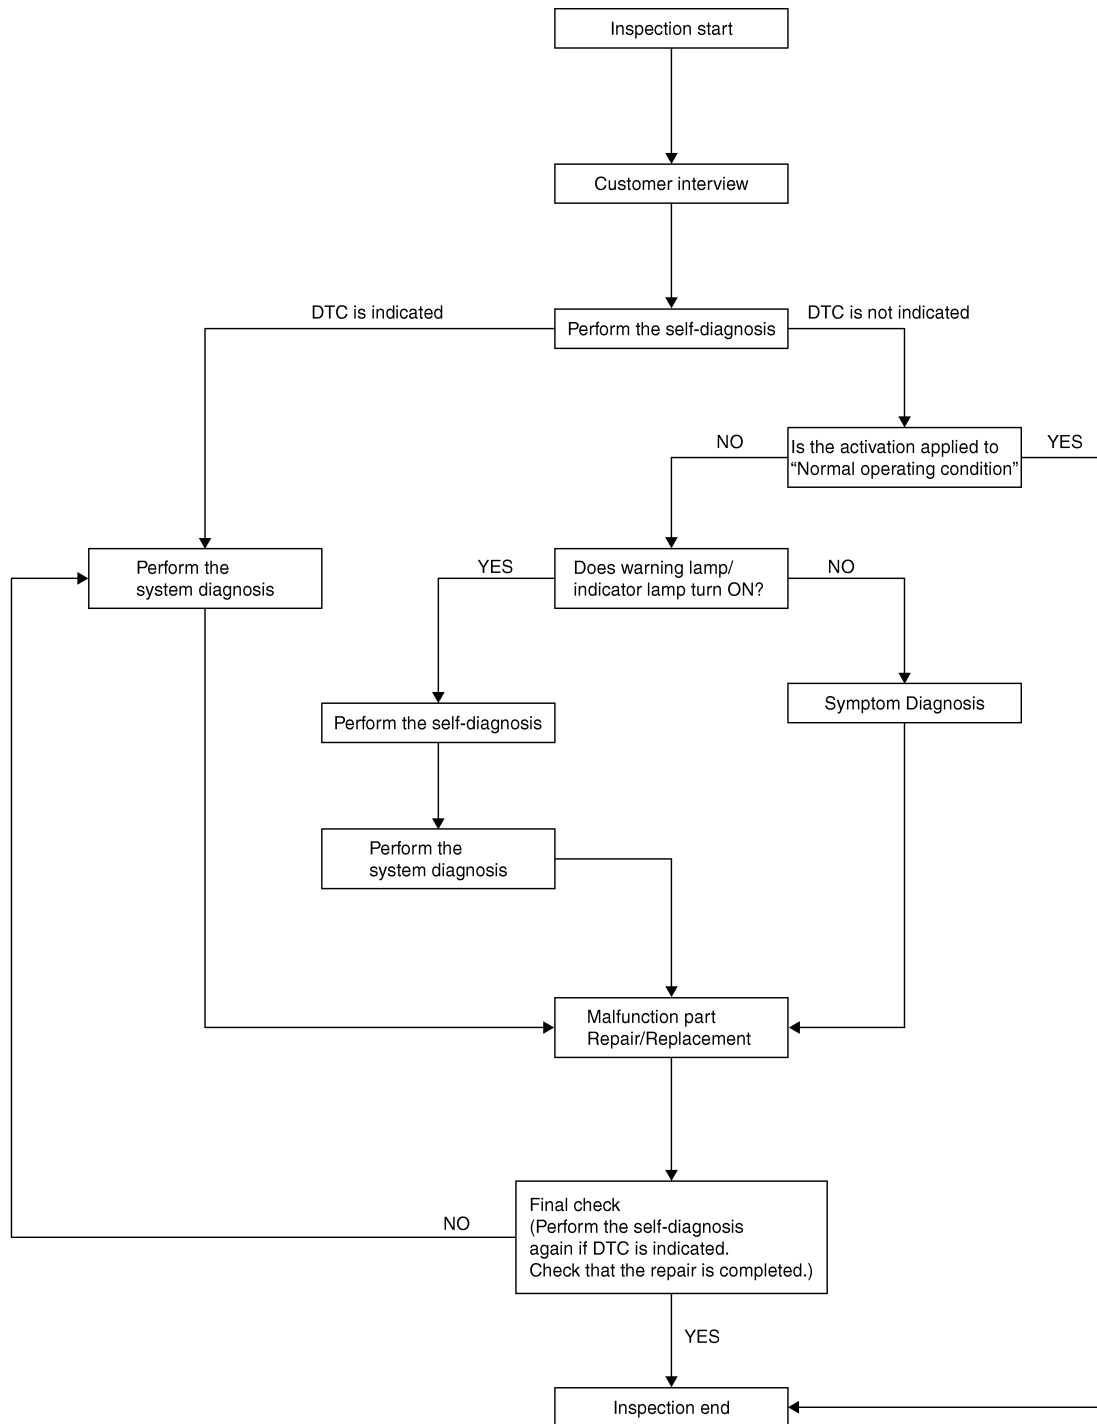 Inspection start
Customer interview
DTC is indicated
Perform the self-diagnosis
DTC is not indicated
NO
Is the activation applied to
“Normal operating condition”
YES
Perform the
system diagnosis
YES
Does warning lamp/
indicator lamp turn ON?
NO
Perform the self-diagnosis
Symptom Diagnosis
Perform the
system diagnosis
Malfunction part
Repair/Replacement
NO
Final check
(Perform the self-diagnosis
again if DTC is indicated.
Check that the repair is completed.)
YES
Inspection end